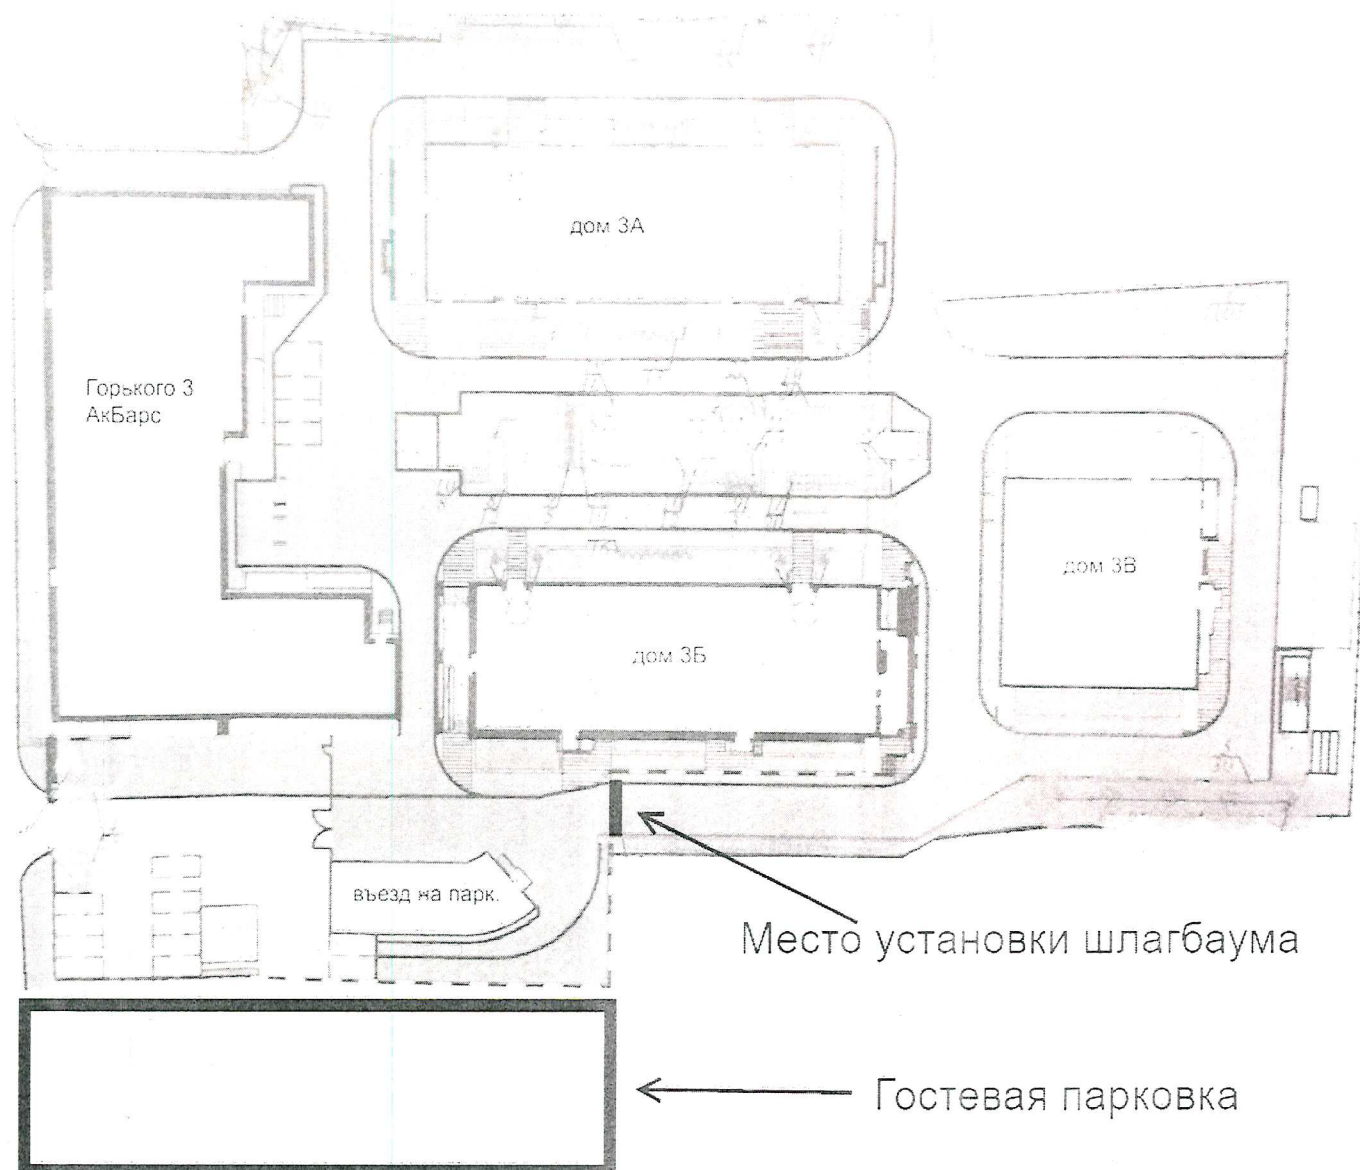 дом 3А
Горького 3
АкБарс
дом 3В
дом 3Б
въезд на парк.
Место установки шлагбаума
Гостевая парковка